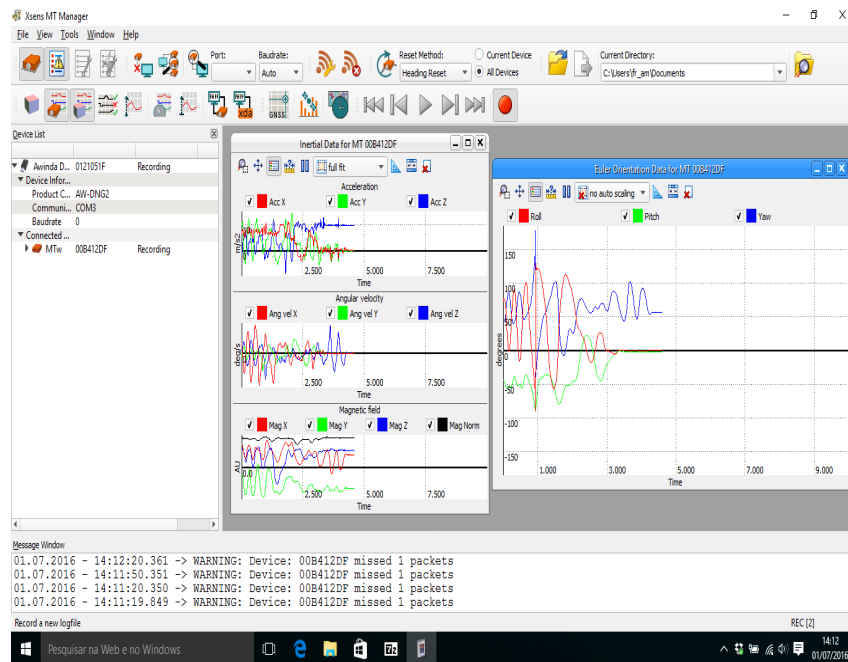 Xsens MT Manager
File View Tools Window Help
Port:
Baudrate:
Auto
Reset Method:
Heading Reset
Current Device
All Devices
Current Directory:
C:\Users\fr_am\Documents
xda
GNSS
Device List
Awinda D... 0121051F Recording
Device Infor...
Product C... AW-DNG2
Communi... COM3
Baudrate 0
Connected ...
MTw 00B412DF Recording
Inertial Data for MT 00B412DF
full fit
Acceleration
Acc X Acc Y Acc Z
m/s2
2.500 5.000 7.500
Time
Angular velocity
Ang vel X Ang vel Y Ang vel Z
deg/s
2.500 5.000 7.500
Time
Magnetic field
Mag X Mag Y Mag Z Mag Norm
AU
0.0
2.500 5.000 7.500
Time
Euler Orientation Data for MT 00B412DF
no auto scaling
Roll Pitch Yaw
degrees
150
100
50
0
-50
-100
-150
1.000 3.000 5.000 7.000 9.000
Time
Message Window
01.07.2016 - 14:12:20.361 -> WARNING: Device: 00B412DF missed 1 packets
01.07.2016 - 14:11:50.351 -> WARNING: Device: 00B412DF missed 1 packets
01.07.2016 - 14:11:20.350 -> WARNING: Device: 00B412DF missed 1 packets
01.07.2016 - 14:11:19.849 -> WARNING: Device: 00B412DF missed 1 packets
Record a new logfile
REC [2]
Pesquisar na Web e no Windows
7z
14:12
01/07/2016